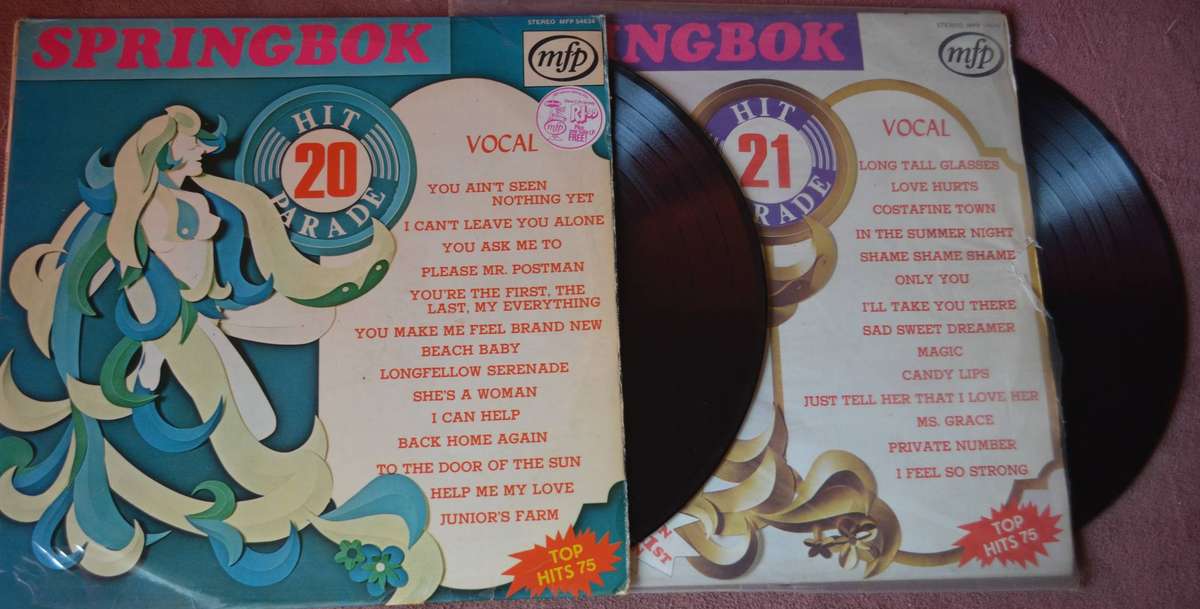 SPRINGBOK
STEREO MFP 54634
mfp
HIT
20
PARADE
VOCAL
mfp
FREE!
YOU AIN'T SEEN
NOTHING YET
I CAN'T LEAVE YOU ALONE
YOU ASK ME TO
PLEASE MR. POSTMAN
YOU'RE THE FIRST, THE
LAST, MY EVERYTHING
YOU MAKE ME FEEL BRAND NEW
BEACH BABY
LONGFELLOW SERENADE
SHE'S A WOMAN
I CAN HELP
BACK HOME AGAIN
TO THE DOOR OF THE SUN
HELP ME MY LOVE
JUNIOR'S FARM
TOP
HITS 75
INGBOK
STEREO MFP
mfp
HIT
21
RADE
VOCAL
LONG TALL GLASSES
LOVE HURTS
COSTAFINE TOWN
IN THE SUMMER NIGHT
SHAME SHAME SHAME
ONLY YOU
I'LL TAKE YOU THERE
SAD SWEET DREAMER
MAGIC
CANDY LIPS
JUST TELL HER THAT I LOVE HER
MS. GRACE
PRIVATE NUMBER
I FEEL SO STRONG
TOP
HITS 75